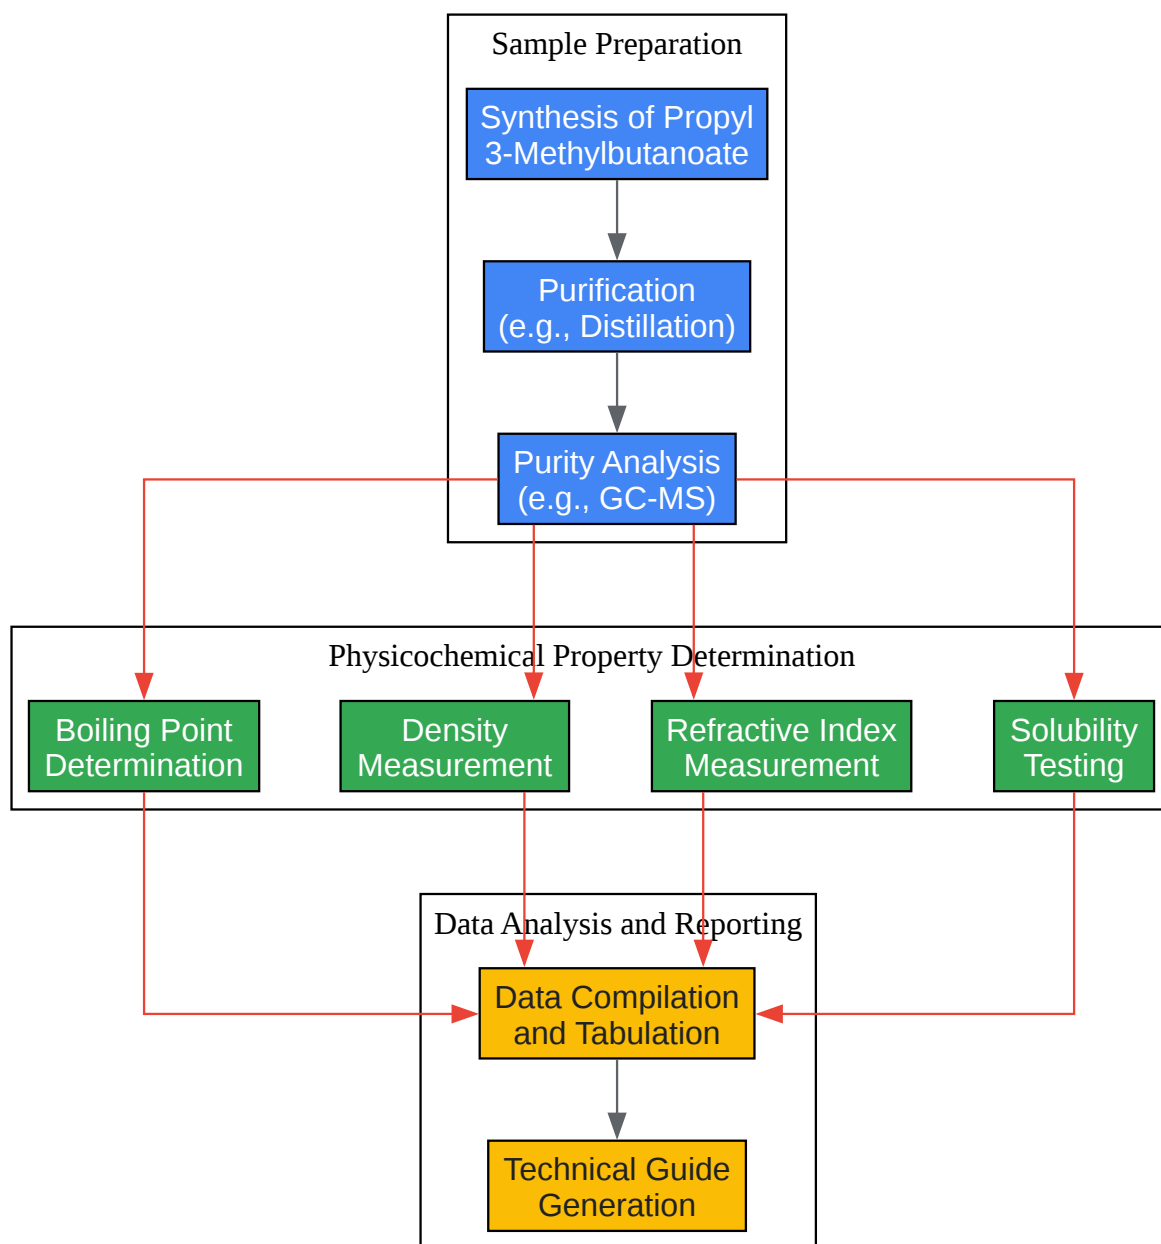 Sample Preparation
Synthesis of Propyl
3-Methylbutanoate
Purification
(e.g., Distillation)
Purity Analysis
(e.g., GC-MS)
Physicochemical Property Determination
Boiling Point
Determination
Density
Measurement
Refractive Index
Measurement
Solubility
Testing
Data Analysis and Reporting
Data Compilation
and Tabulation
Technical Guide
Generation